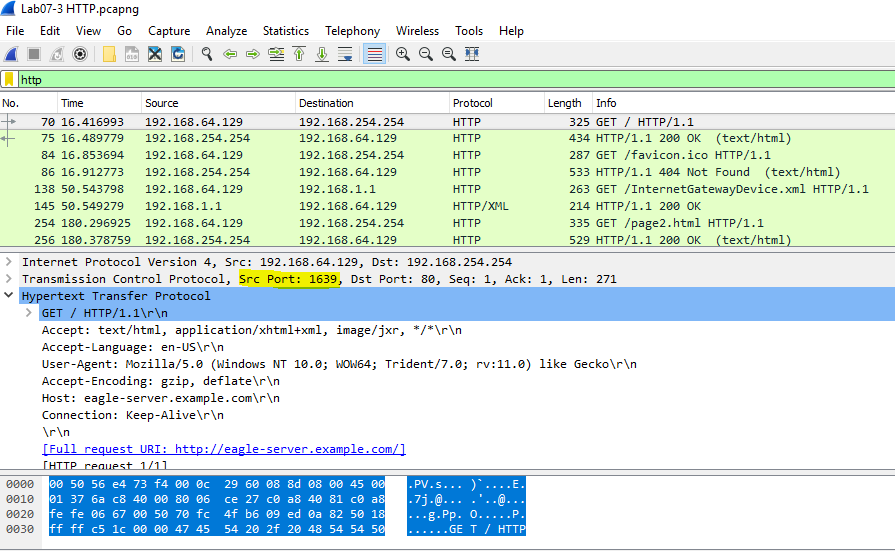 Lab07-3 HTTP.pcapng
File Edit View Go Capture Analyze Statistics Telephony Wireless Tools Help
http
No. Time Source Destination Protocol Length Info
70 16.416993 192.168.64.129 192.168.254.254 HTTP 325 GET / HTTP/1.1
75 16.489779 192.168.254.254 192.168.64.129 HTTP 434 HTTP/1.1 200 OK (text/html)
84 16.853694 192.168.64.129 192.168.254.254 HTTP 287 GET /favicon.ico HTTP/1.1
86 16.912773 192.168.254.254 192.168.64.129 HTTP 533 HTTP/1.1 404 Not Found (text/html)
138 50.543798 192.168.64.129 192.168.1.1 HTTP 263 GET /InternetGatewayDevice.xml HTTP/1.1
145 50.549279 192.168.1.1 192.168.64.129 HTTP/XML 214 HTTP/1.1 200 OK
254 180.296925 192.168.64.129 192.168.254.254 HTTP 335 GET /page2.html HTTP/1.1
256 180.378759 192.168.254.254 192.168.64.129 HTTP 529 HTTP/1.1 200 OK (text/html)
Internet Protocol Version 4, Src: 192.168.64.129, Dst: 192.168.254.254
Transmission Control Protocol, Src Port: 1639, Dst Port: 80, Seq: 1, Ack: 1, Len: 271
Hypertext Transfer Protocol
GET / HTTP/1.1\r\n
Accept: text/html, application/xhtml+xml, image/jxr, */*\r\n
Accept-Language: en-US\r\n
User-Agent: Mozilla/5.0 (Windows NT 10.0; WOW64; Trident/7.0; rv:11.0) like Gecko\r\n
Accept-Encoding: gzip, deflate\r\n
Host: eagle-server.example.com\r\n
Connection: Keep-Alive\r\n
\r\n
[Full request URI: http://eagle-server.example.com/]
[HTTP request 1/1]
0000 00 50 56 e4 73 f4 00 0c 29 60 08 8d 08 00 45 00 .PV.s... )`....E.
0010 01 37 6a c8 40 00 80 06 ce 27 c0 a8 40 81 c0 a8 .7j.@... .'..@...
0020 fe fe 06 67 00 50 70 fc 4f b6 09 ed 0a 82 50 18 ...g.Pp. O.....P.
0030 ff ff c5 1c 00 00 47 45 54 20 2f 20 48 54 54 50 ......GE T / HTTP